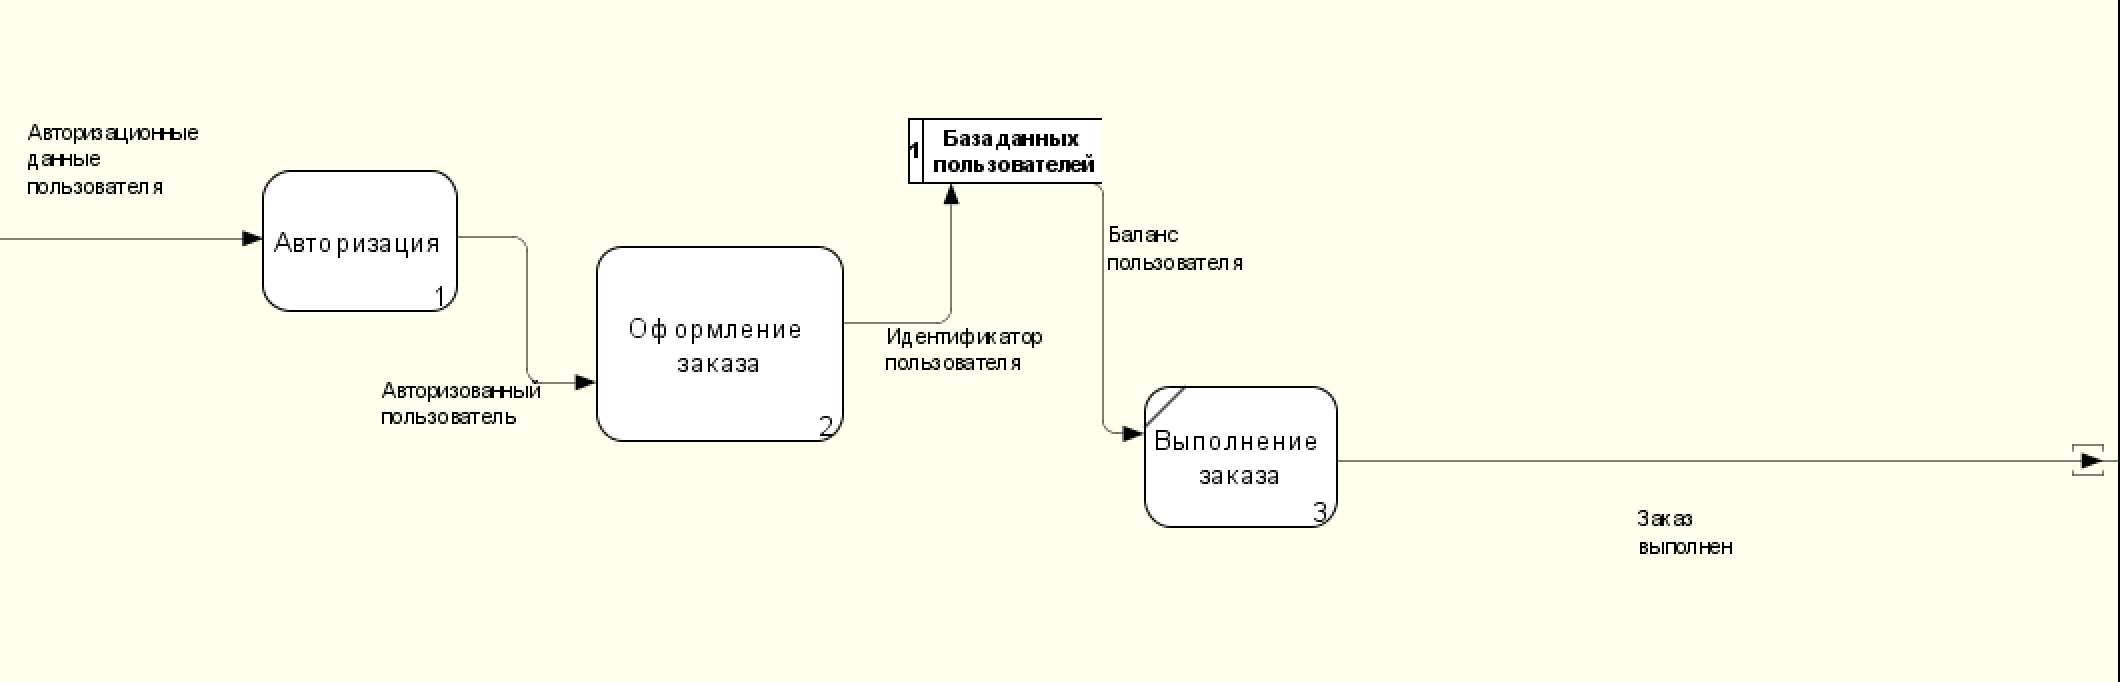 Авторизационные
данные
пользователя
Авторизация
1
Авторизованный
пользователь
Оформление
заказа
2
Идентификатор
пользователя
1
База данных
пользователей
Баланс
пользователя
Выполнение
заказа
3
Заказ
выполнен